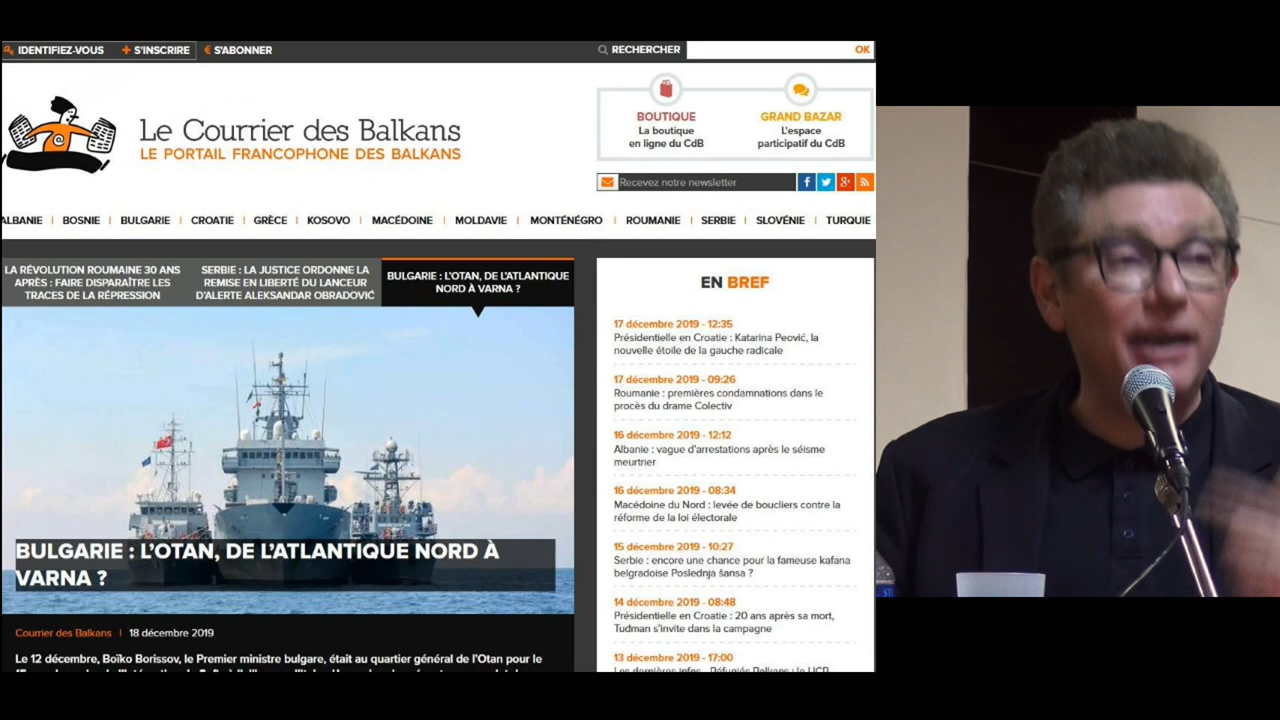 IDENTIFIEZ-VOUS
S'INSCRIRE
S'ABONNER
RECHERCHER
OK
Le Courrier des Balkans
LE PORTAIL FRANCOPHONE DES BALKANS
BOUTIQUE
La boutique
en ligne du CdB
GRAND BAZAR
L'espace
participatif du CdB
Recevez notre newsletter
ALBANIE | BOSNIE | BULGARIE | CROATIE | GRÈCE | KOSOVO | MACÉDOINE | MOLDAVIE | MONTÉNÉGRO | ROUMANIE | SERBIE | SLOVÉNIE | TURQUIE
LA RÉVOLUTION ROUMAINE 30 ANS
APRÈS : FAIRE DISPARAÎTRE LES
TRACES DE LA RÉPRESSION
SERBIE : LA JUSTICE ORDONNE LA
REMISE EN LIBERTÉ DU LANCEUR
D'ALERTE ALEKSANDAR OBRADOVIĆ
BULGARIE : L'OTAN, DE L'ATLANTIQUE
NORD À VARNA ?
BULGARIE : L'OTAN, DE L'ATLANTIQUE NORD À
VARNA ?
Courrier des Balkans | 18 décembre 2019
Le 12 décembre, Boïko Borissov, le Premier ministre bulgare, était au quartier général de l'Otan pour le
EN BREF
17 décembre 2019 - 12:35
Présidentielle en Croatie : Katarina Peović, la
nouvelle étoile de la gauche radicale
17 décembre 2019 - 09:26
Roumanie : premières condamnations dans le
procès du drame Colectiv
16 décembre 2019 - 12:12
Albanie : vague d'arrestations après le séisme
meurtrier
16 décembre 2019 - 08:34
Macédoine du Nord : levée de boucliers contre la
réforme de la loi électorale
15 décembre 2019 - 10:27
Serbie : encore une chance pour la fameuse kafana
belgradoise Poslednja šansa ?
14 décembre 2019 - 08:48
Présidentielle en Croatie : 20 ans après sa mort,
Tuđman s'invite dans la campagne
13 décembre 2019 - 17:00